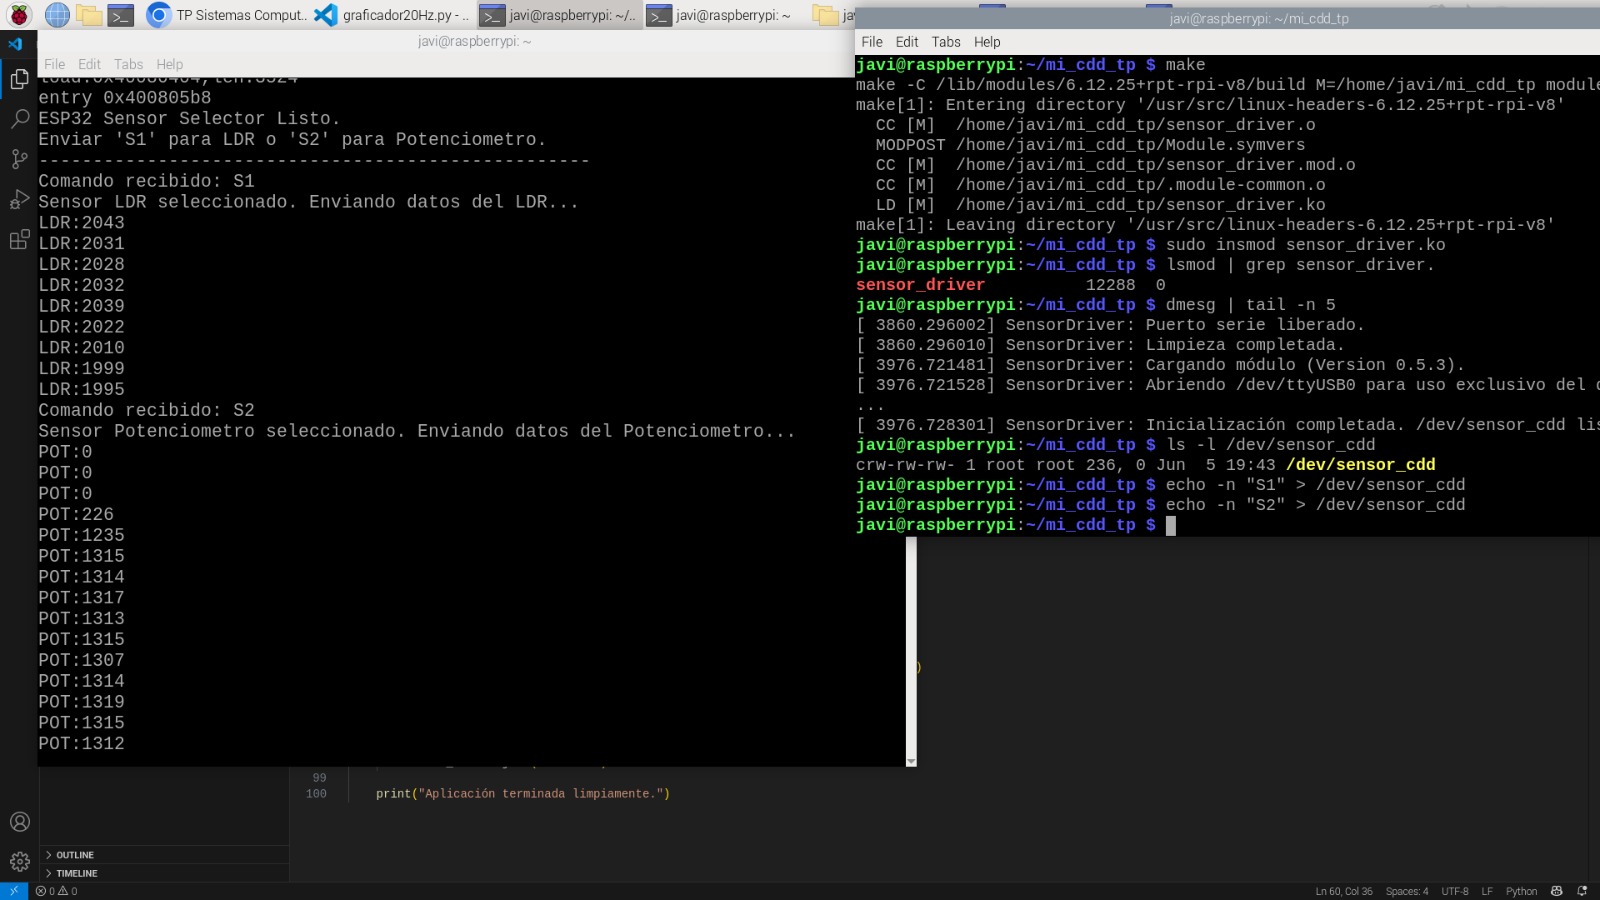 TP Sistemas Comput..
graficador20Hz.py - ..
javi@raspberrypi: ~/..
javi@raspberrypi: ~
javi@raspberrypi: ~
File Edit Tabs Help
entry 0x400805b8
ESP32 Sensor Selector Listo.
Enviar 'S1' para LDR o 'S2' para Potenciometro.
-----------------------------------------------------
Comando recibido: S1
Sensor LDR seleccionado. Enviando datos del LDR...
LDR:2043
LDR:2031
LDR:2028
LDR:2032
LDR:2039
LDR:2022
LDR:2010
LDR:1999
LDR:1995
Comando recibido: S2
Sensor Potenciometro seleccionado. Enviando datos del Potenciometro...
POT:0
POT:0
POT:0
POT:226
POT:1235
POT:1315
POT:1314
POT:1317
POT:1313
POT:1315
POT:1307
POT:1314
POT:1319
POT:1315
POT:1312
javi@raspberrypi: ~/mi_cdd_tp
File Edit Tabs Help
javi@raspberrypi:~/mi_cdd_tp $ make
make -C /lib/modules/6.12.25+rpt-rpi-v8/build M=/home/javi/mi_cdd_tp module
make[1]: Entering directory '/usr/src/linux-headers-6.12.25+rpt-rpi-v8'
CC [M] /home/javi/mi_cdd_tp/sensor_driver.o
MODPOST /home/javi/mi_cdd_tp/Module.symvers
CC [M] /home/javi/mi_cdd_tp/sensor_driver.mod.o
CC [M] /home/javi/mi_cdd_tp/.module-common.o
LD [M] /home/javi/mi_cdd_tp/sensor_driver.ko
make[1]: Leaving directory '/usr/src/linux-headers-6.12.25+rpt-rpi-v8'
javi@raspberrypi:~/mi_cdd_tp $ sudo insmod sensor_driver.ko
javi@raspberrypi:~/mi_cdd_tp $ lsmod | grep sensor_driver.
sensor_driver 12288 0
javi@raspberrypi:~/mi_cdd_tp $ dmesg | tail -n 5
[ 3860.296002] SensorDriver: Puerto serie liberado.
[ 3860.296010] SensorDriver: Limpieza completada.
[ 3976.721481] SensorDriver: Cargando módulo (Version 0.5.3).
[ 3976.721528] SensorDriver: Abriendo /dev/ttyUSB0 para uso exclusivo del
...
[ 3976.728301] SensorDriver: Inicialización completada. /dev/sensor_cdd lis
javi@raspberrypi:~/mi_cdd_tp $ ls -l /dev/sensor_cdd
crw-rw-rw- 1 root root 236, 0 Jun 5 19:43 /dev/sensor_cdd
javi@raspberrypi:~/mi_cdd_tp $ echo -n "S1" > /dev/sensor_cdd
javi@raspberrypi:~/mi_cdd_tp $ echo -n "S2" > /dev/sensor_cdd
javi@raspberrypi:~/mi_cdd_tp $
)
99
100 print("Aplicación terminada limpiamente.")
OUTLINE
TIMELINE
0 0
Ln 60, Col 36 Spaces: 4 UTF-8 LF Python